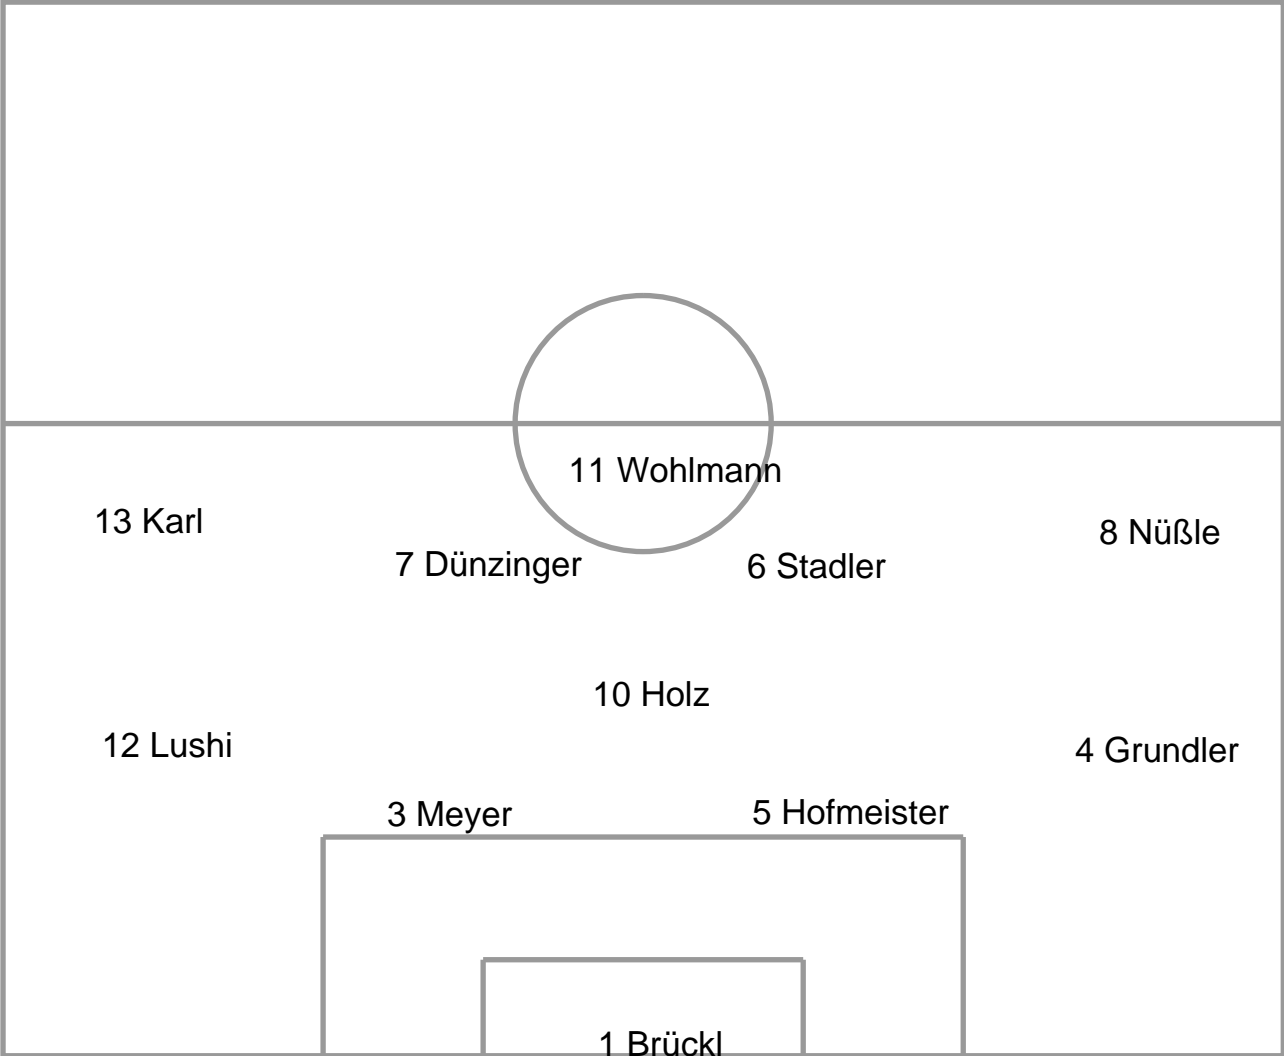 11 Wohlmann
13 Karl
8 Nüßle
7 Dünzinger
6 Stadler
10 Holz
12 Lushi
4 Grundler
3 Meyer
5 Hofmeister
1 Brückl